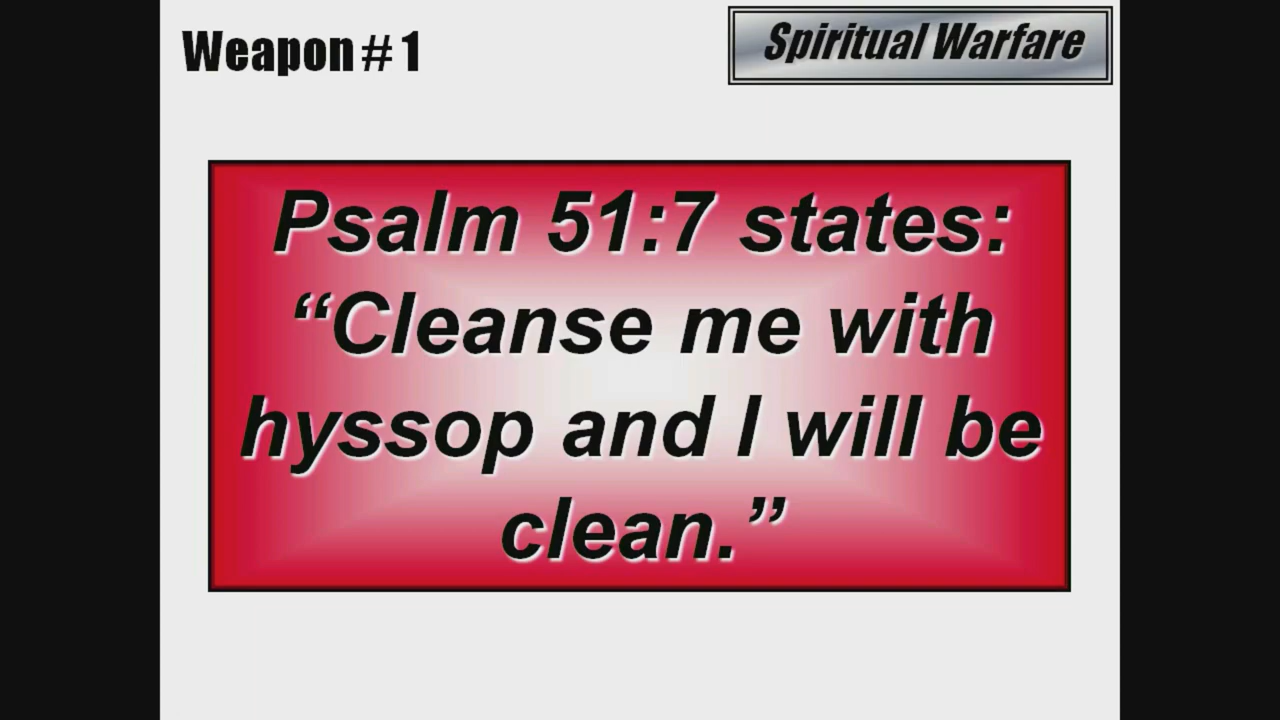 Weapon # 1
Spiritual Warfare
Psalm 51:7 states:
“Cleanse me with
hyssop and I will be
clean.”